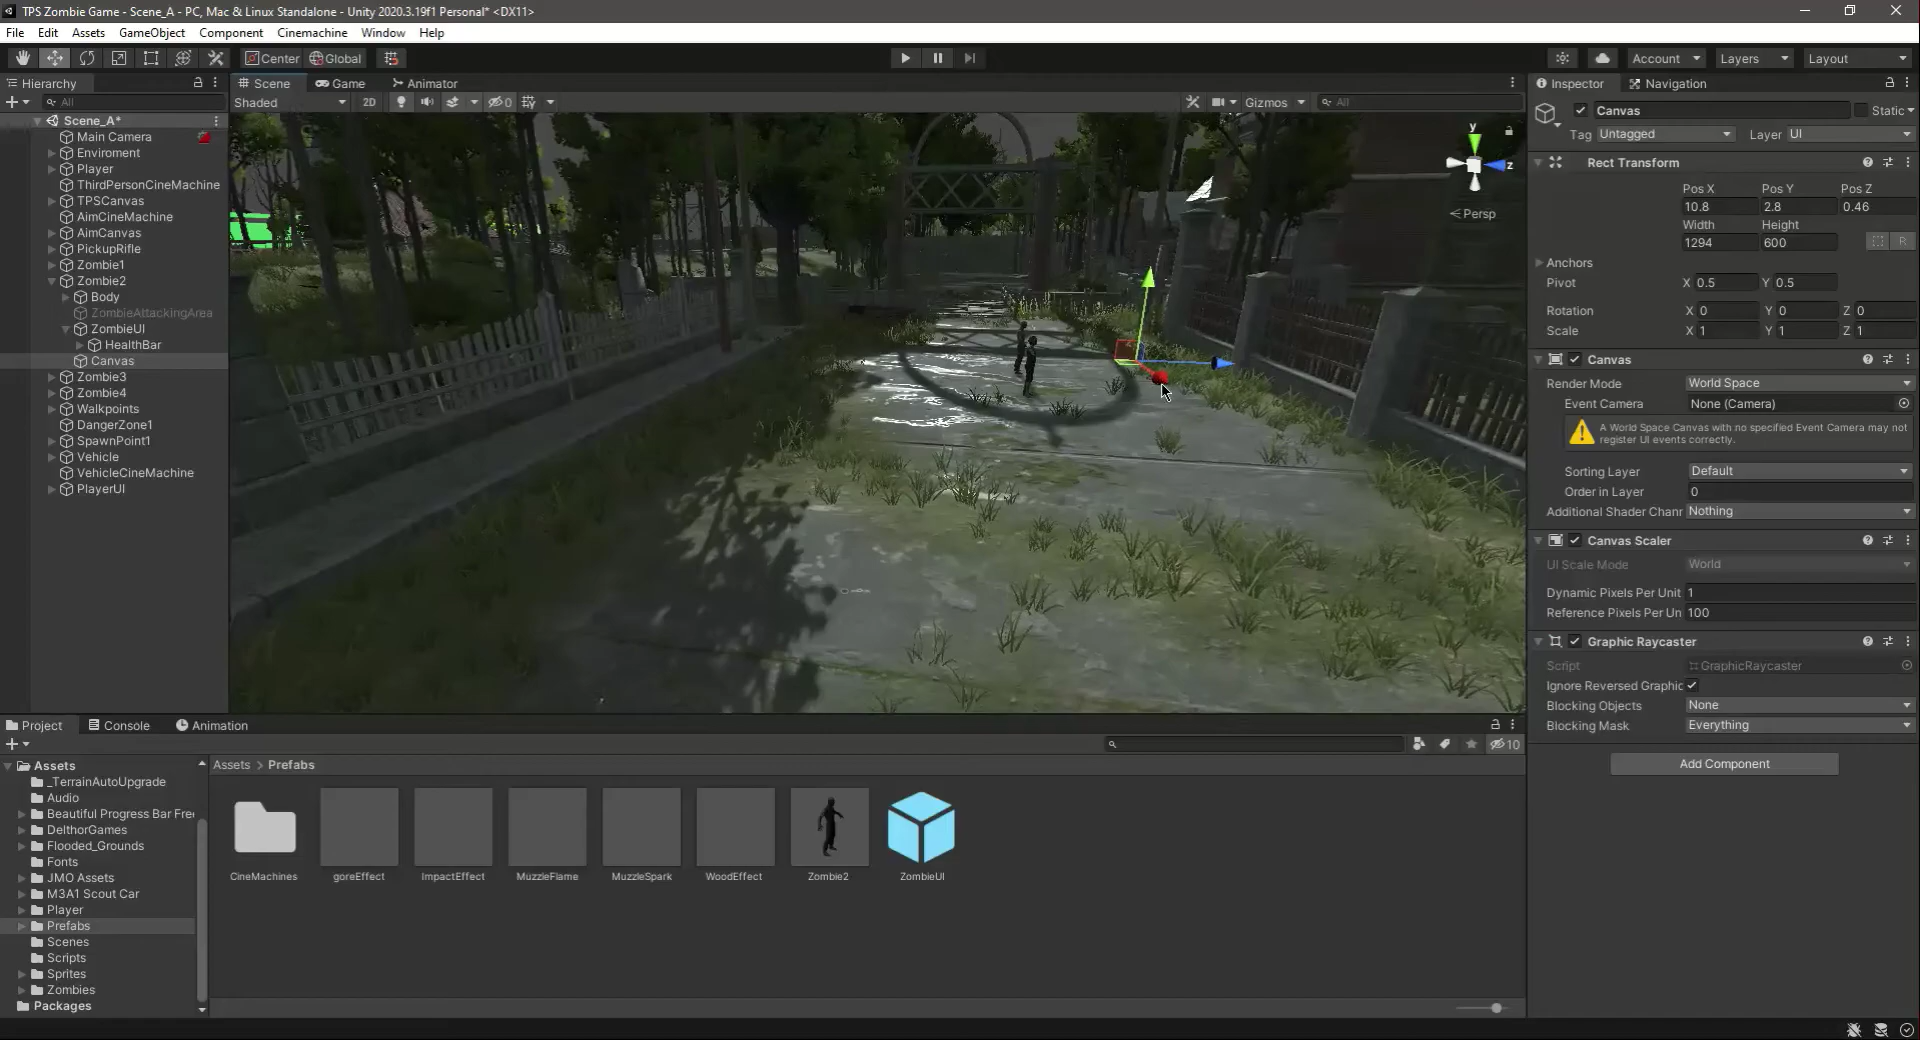 TPS Zombie Game - Scene_A - PC, Mac & Linux Standalone - Unity 2020.3.19f1 Personal* <DX11>
File Edit Assets GameObject Component Cinemachine Window Help
Center Global Account Layers Layout
Hierarchy
All
Scene_A*
Main Camera
Enviroment
Player
ThirdPersonCineMachine
TPSCanvas
AimCineMachine
AimCanvas
PickupRifle
Zombie1
Zombie2
Body
ZombieAttackingArea
ZombieUI
HealthBar
Canvas
Zombie3
Zombie4
Walkpoints
DangerZone1
SpawnPoint1
Vehicle
VehicleCineMachine
PlayerUI
Scene Game Animator
Shaded 2D 0 Gizmos All
y
z
Persp
Inspector Navigation
Canvas Static
Tag Untagged Layer UI
Rect Transform
Pos X Pos Y Pos Z
10.8 2.8 0.46
Width Height
1294 600 R
Anchors
Pivot X 0.5 Y 0.5
Rotation X 0 Y 0 Z 0
Scale X 1 Y 1 Z 1
Canvas
Render Mode World Space
Event Camera None (Camera)
A World Space Canvas with no specified Event Camera may not
register UI events correctly.
Sorting Layer Default
Order in Layer 0
Additional Shader Chanr Nothing
Canvas Scaler
UI Scale Mode World
Dynamic Pixels Per Unit 1
Reference Pixels Per Un 100
Graphic Raycaster
Script GraphicRaycaster
Ignore Reversed Graphic
Blocking Objects None
Blocking Mask Everything
Add Component
Project Console Animation
10
Assets
_TerrainAutoUpgrade
Audio
Beautiful Progress Bar Free
DelthorGames
Flooded_Grounds
Fonts
JMO Assets
M3A1 Scout Car
Player
Prefabs
Scenes
Scripts
Sprites
Zombies
Packages
Assets > Prefabs
CineMachines goreEffect ImpactEffect MuzzleFlame MuzzleSpark WoodEffect Zombie2 ZombieUI